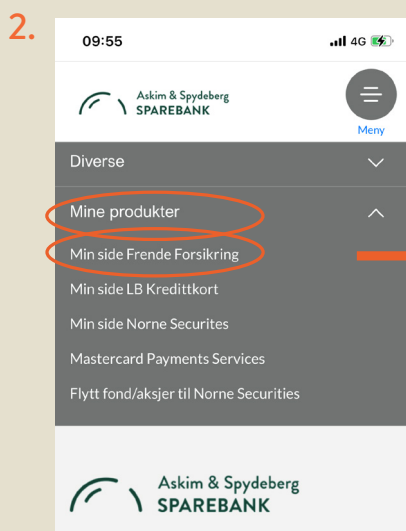 2.
09:55
4G
Askim & Spydeberg
SPAREBANK
Meny
Diverse
Mine produkter
Min side Frende Forsikring
Min side LB Kredittkort
Min side Norne Securites
Mastercard Payments Services
Flytt fond/aksjer til Norne Securities
Askim & Spydeberg
SPAREBANK